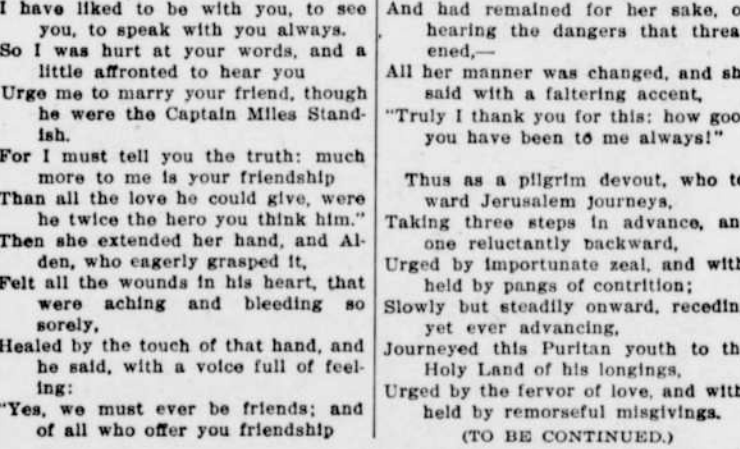 I have liked to be with you, to see
you, to speak with you always.
So I was hurt at your words, and a
little affronted to hear you
Urge me to marry your friend, though
he were the Captain Miles Stand-
ish.
For I must tell you the truth: much
more to me is your friendship
Than all the love he could give, were
he twice the hero you think him."
Then she extended her hand, and Al-
den, who eagerly grasped it,
Felt all the wounds in his heart, that
were aching and bleeding so
sorely,
Healed by the touch of that hand, and
he said, with a voice full of feel-
ing:
"Yes, we must ever be friends; and
of all who offer you friendship
And had remained for her sake, o
hearing the dangers that threa
ened,—
All her manner was changed, and sh
said with a faltering accent,
"Truly I thank you for this: how goo
you have been to me always!"
Thus as a pilgrim devout, who to
ward Jerusalem journeys,
Taking three steps in advance, an
one reluctantly backward,
Urged by importunate zeal, and with
held by pangs of contrition;
Slowly but steadily onward, recedin
yet ever advancing,
Journeyed this Puritan youth to th
Holy Land of his longings,
Urged by the fervor of love, and with
held by remorseful misgivings.
(TO BE CONTINUED.)